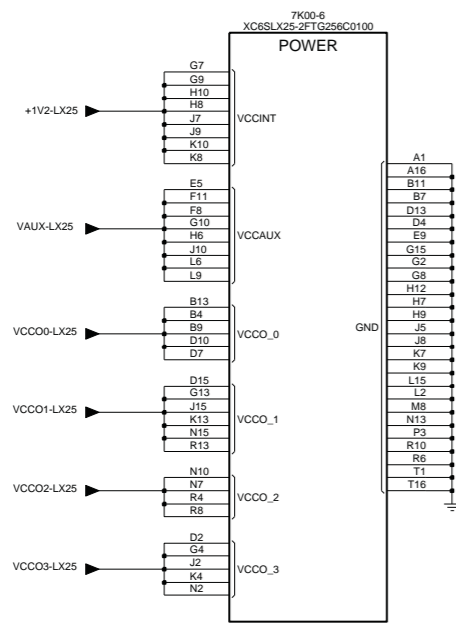 7K00-6
XC6SLX25-2FTG256C0100
POWER
G7
G9
H10
+1V2-LX25
H8
VCCINT
J7
J9
K10
K8
E5
F11
F8
VAUX-LX25
G10
VCCAUX
H6
J10
L6
L9
B13
B4
VCCO0-LX25
B9
VCCO_0
D10
D7
D15
G13
VCCO1-LX25
J15
VCCO_1
K13
N15
R13
N10
VCCO2-LX25
N7
VCCO_2
R4
R8
D2
G4
VCCO3-LX25
J2
VCCO_3
K4
N2
GND
A1
A16
B11
B7
D13
D4
E9
G15
G2
G8
H12
H7
H9
J5
J8
K7
K9
L15
L2
M8
N13
P3
R10
R6
T1
T16